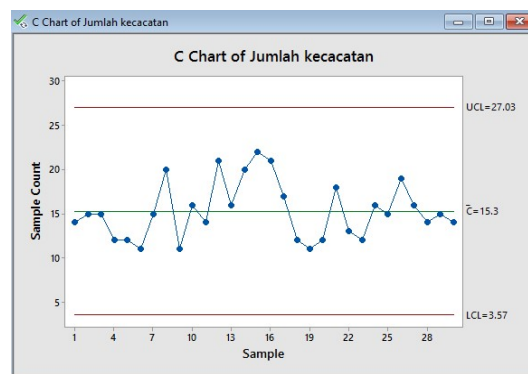 C Chart of Jumlah kecacatan
C Chart of Jumlah kecacatan
30
25
20
15
10
5
Sample Count
UCL=27.03
C̄=15.3
LCL=3.57
1 4 7 10 13 16 19 22 25 28
Sample